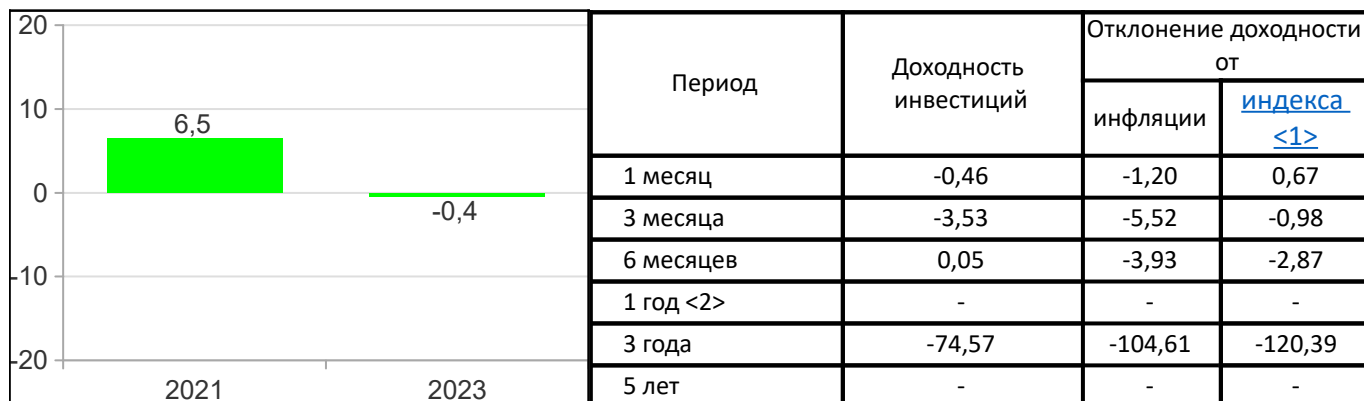 20
10
0
-10
-20
6,5
-0,4
2021
2023
Период
Доходность
инвестиций
Отклонение доходности
от
инфляции
индекса
<1>
1 месяц -0,46 -1,20 0,67
3 месяца -3,53 -5,52 -0,98
6 месяцев 0,05 -3,93 -2,87
1 год <2> - - -
3 года -74,57 -104,61 -120,39
5 лет - - -